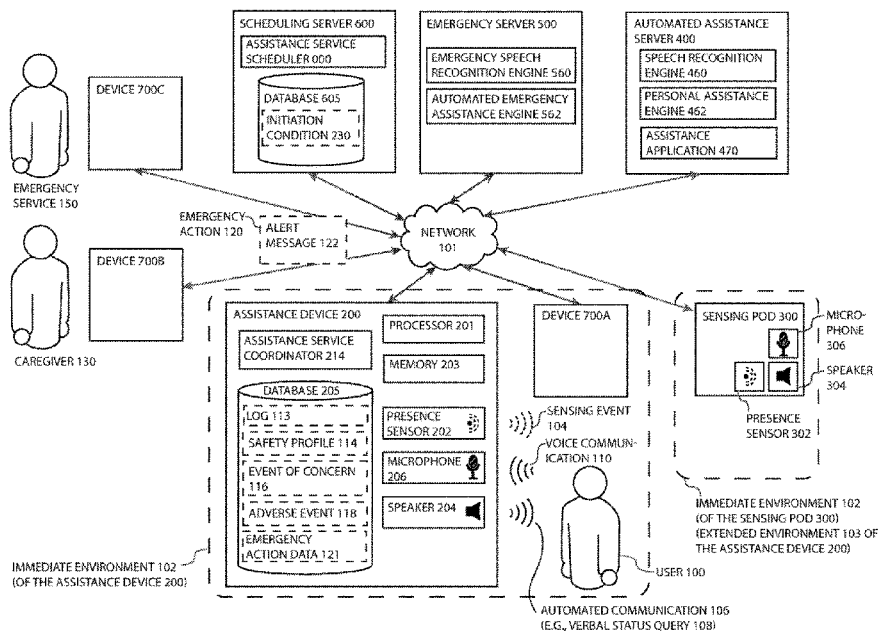 SCHEDULING SERVER 600
ASSISTANCE SERVICE
SCHEDULER 000
DATABASE 605
INITIATION
CONDITION 230
EMERGENCY SERVER 500
EMERGENCY SPEECH
RECOGNITION ENGINE 560
AUTOMATED EMERGENCY
ASSISTANCE ENGINE 562
AUTOMATED ASSISTANCE
SERVER 400
SPEECH RECOGNITION
ENGINE 460
PERSONAL ASSISTANCE
ENGINE 462
ASSISTANCE
APPLICATION 470
DEVICE 700C
EMERGENCY
SERVICE 150
EMERGENCY
ACTION 120
ALERT
MESSAGE 122
NETWORK
101
DEVICE 700B
CAREGIVER 130
ASSISTANCE DEVICE 200
ASSISTANCE SERVICE
COORDINATOR 214
DATABASE 205
LOG 113
SAFETY PROFILE 114
EVENT OF CONCERN
116
ADVERSE EVENT 118
EMERGENCY
ACTION DATA 121
PROCESSOR 201
MEMORY 203
PRESENCE
SENSOR 202
MICROPHONE
206
SPEAKER 204
DEVICE 700A
SENSING EVENT
104
VOICE COMMUN-
ICATION 110
USER 100
AUTOMATED COMMUNICATION 106
(E.G., VERBAL STATUS QUERY 108)
IMMEDIATE ENVIRONMENT 102
(OF THE ASSISTANCE DEVICE 200)
SENSING POD 300
MICRO-
PHONE
306
SPEAKER
304
PRESENCE
SENSOR 302
IMMEDIATE ENVIRONMENT 102
(OF THE SENSING POD 300)
(EXTENDED ENVIRONMENT 103 OF
THE ASSISTANCE DEVICE 200)